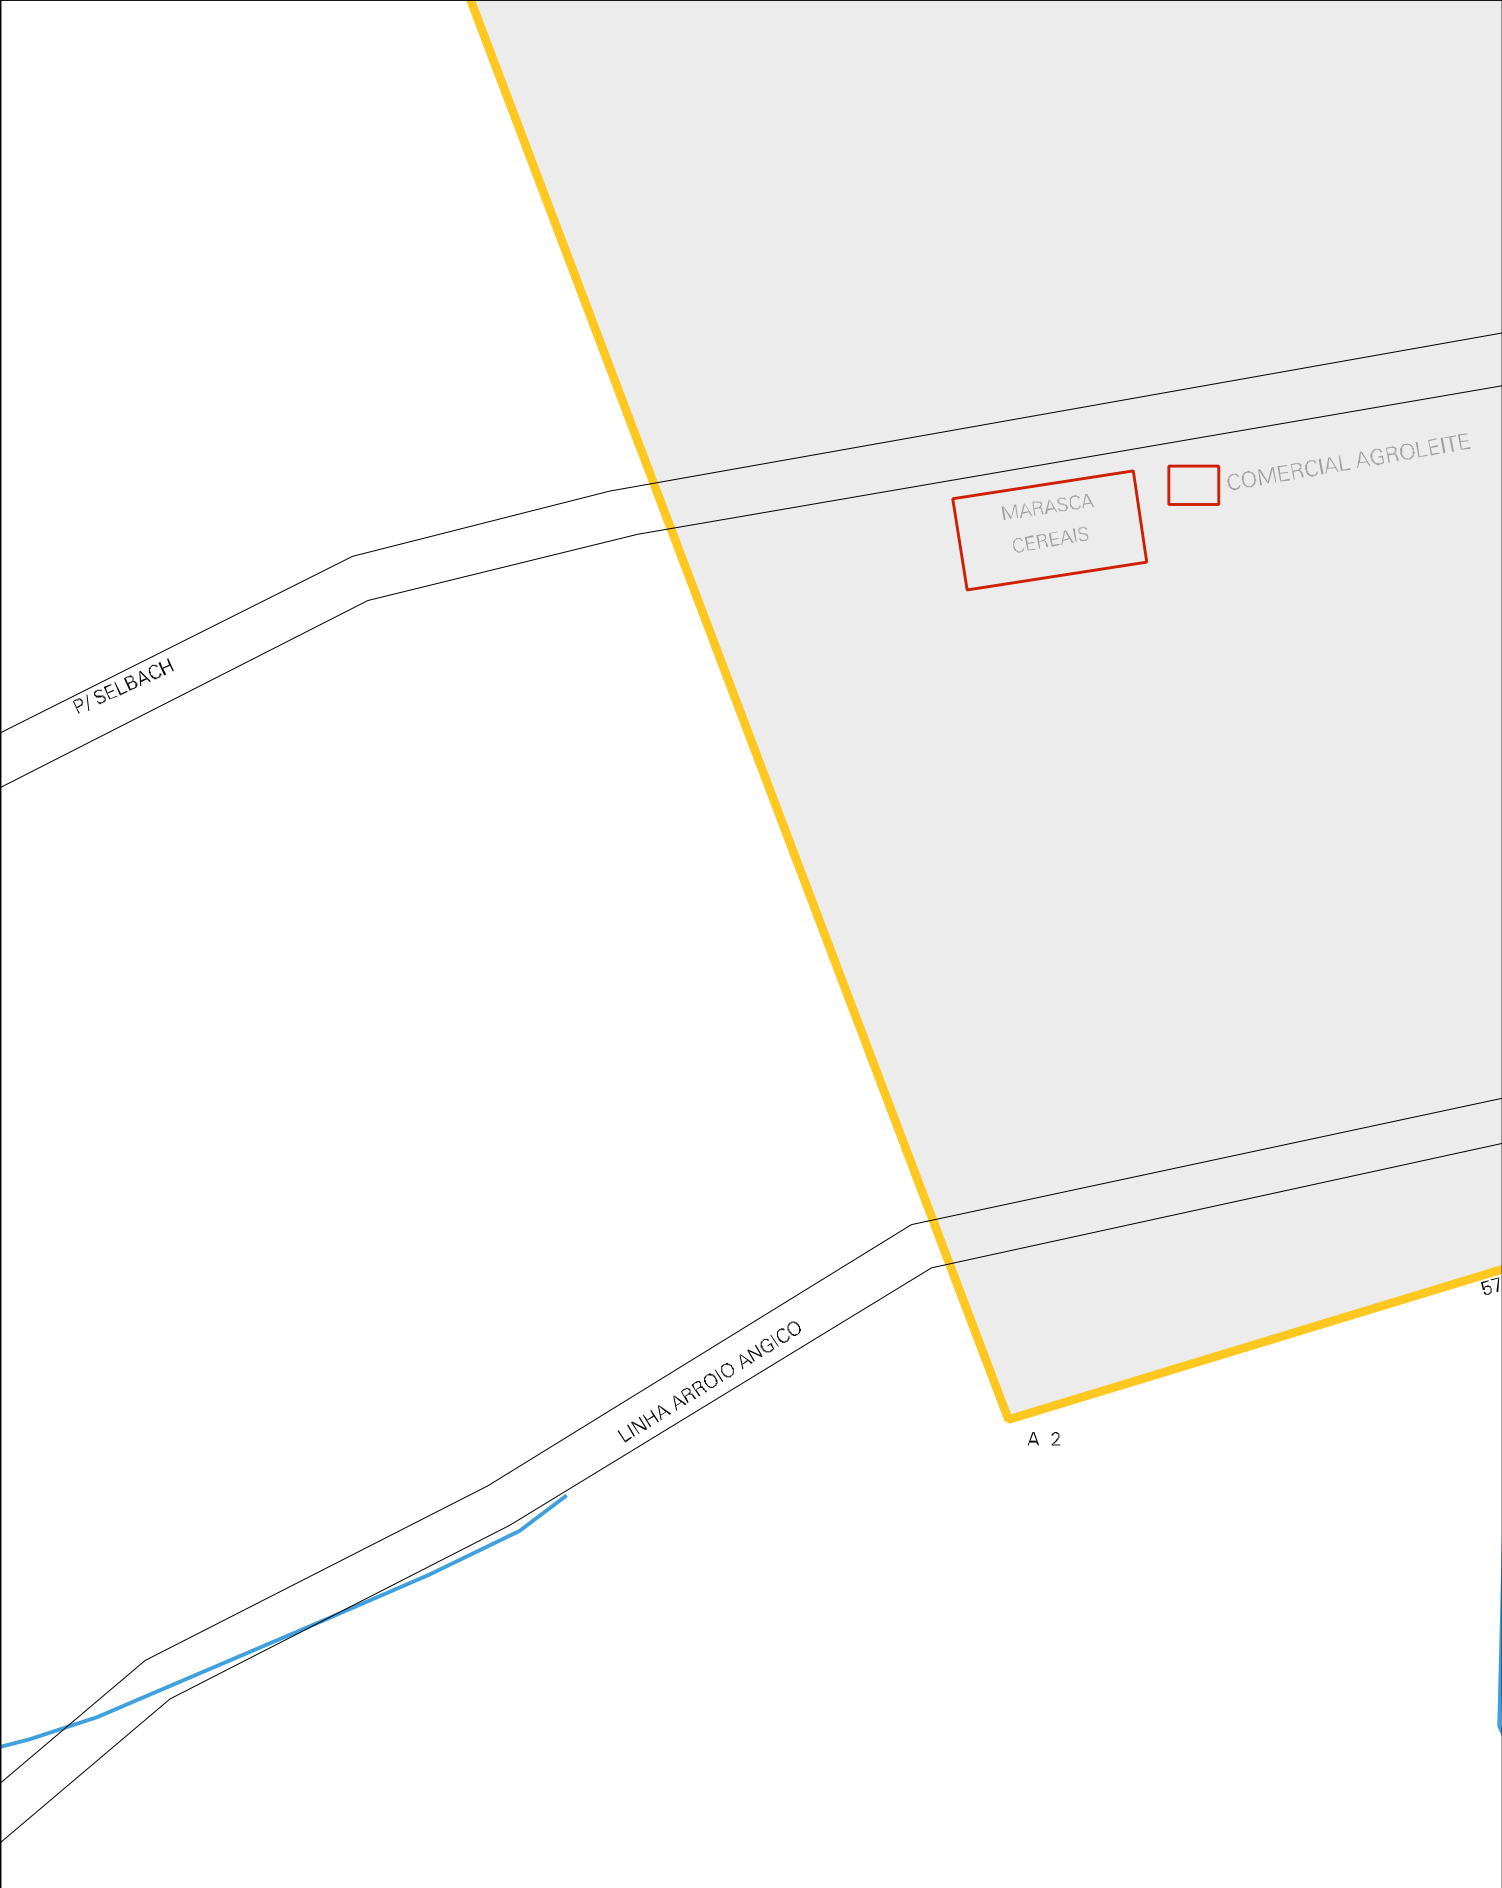 COMERCIAL AGROLEITE
MARASCA
CEREAIS
P/ SELBACH
57
LINHA ARROIO ANGICO
A 2